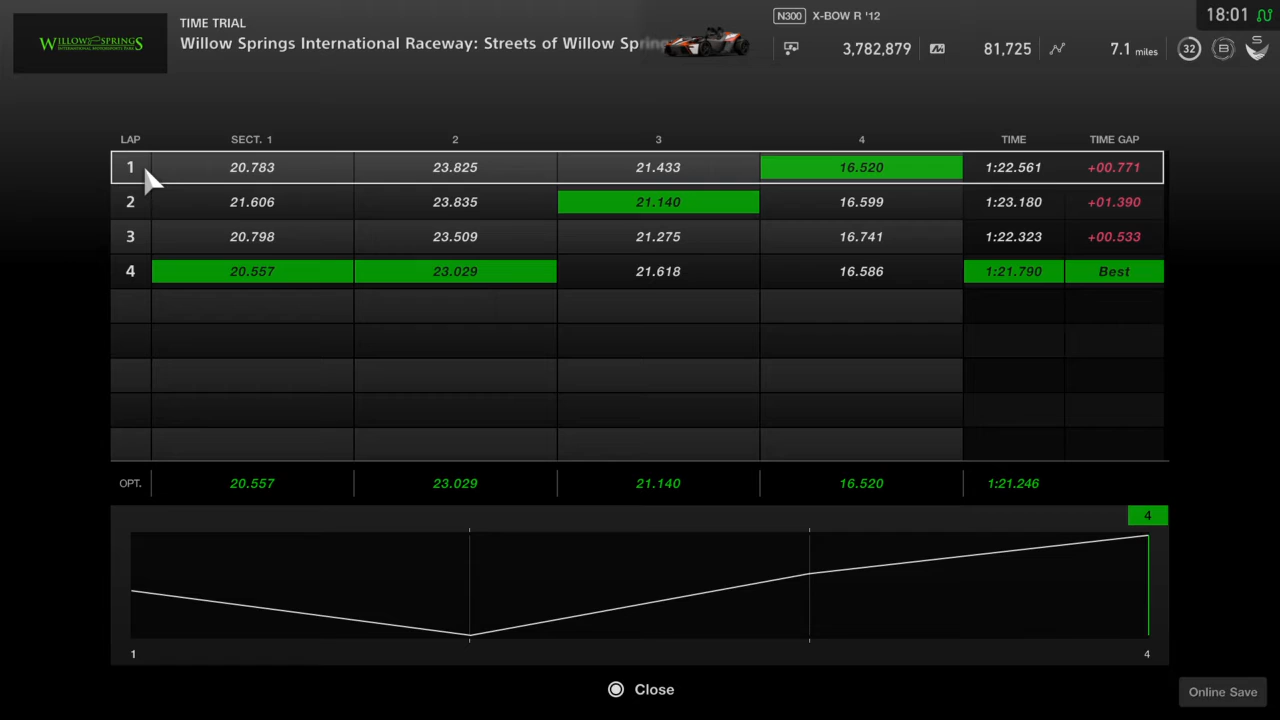 WILLOW SPRINGS
INTERNATIONAL MOTORSPORTS PARK
TIME TRIAL
Willow Springs International Raceway: Streets of Willow Spring
N300 X-BOW R '12
3,782,879
81,725
7.1 miles
32
B
S
18:01
LAP SECT. 1 2 3 4 TIME TIME GAP
1 20.783 23.825 21.433 16.520 1:22.561 +00.771
2 21.606 23.835 21.140 16.599 1:23.180 +01.390
3 20.798 23.509 21.275 16.741 1:22.323 +00.533
4 20.557 23.029 21.618 16.586 1:21.790 Best
OPT. 20.557 23.029 21.140 16.520 1:21.246
4
1 4
Close
Online Save